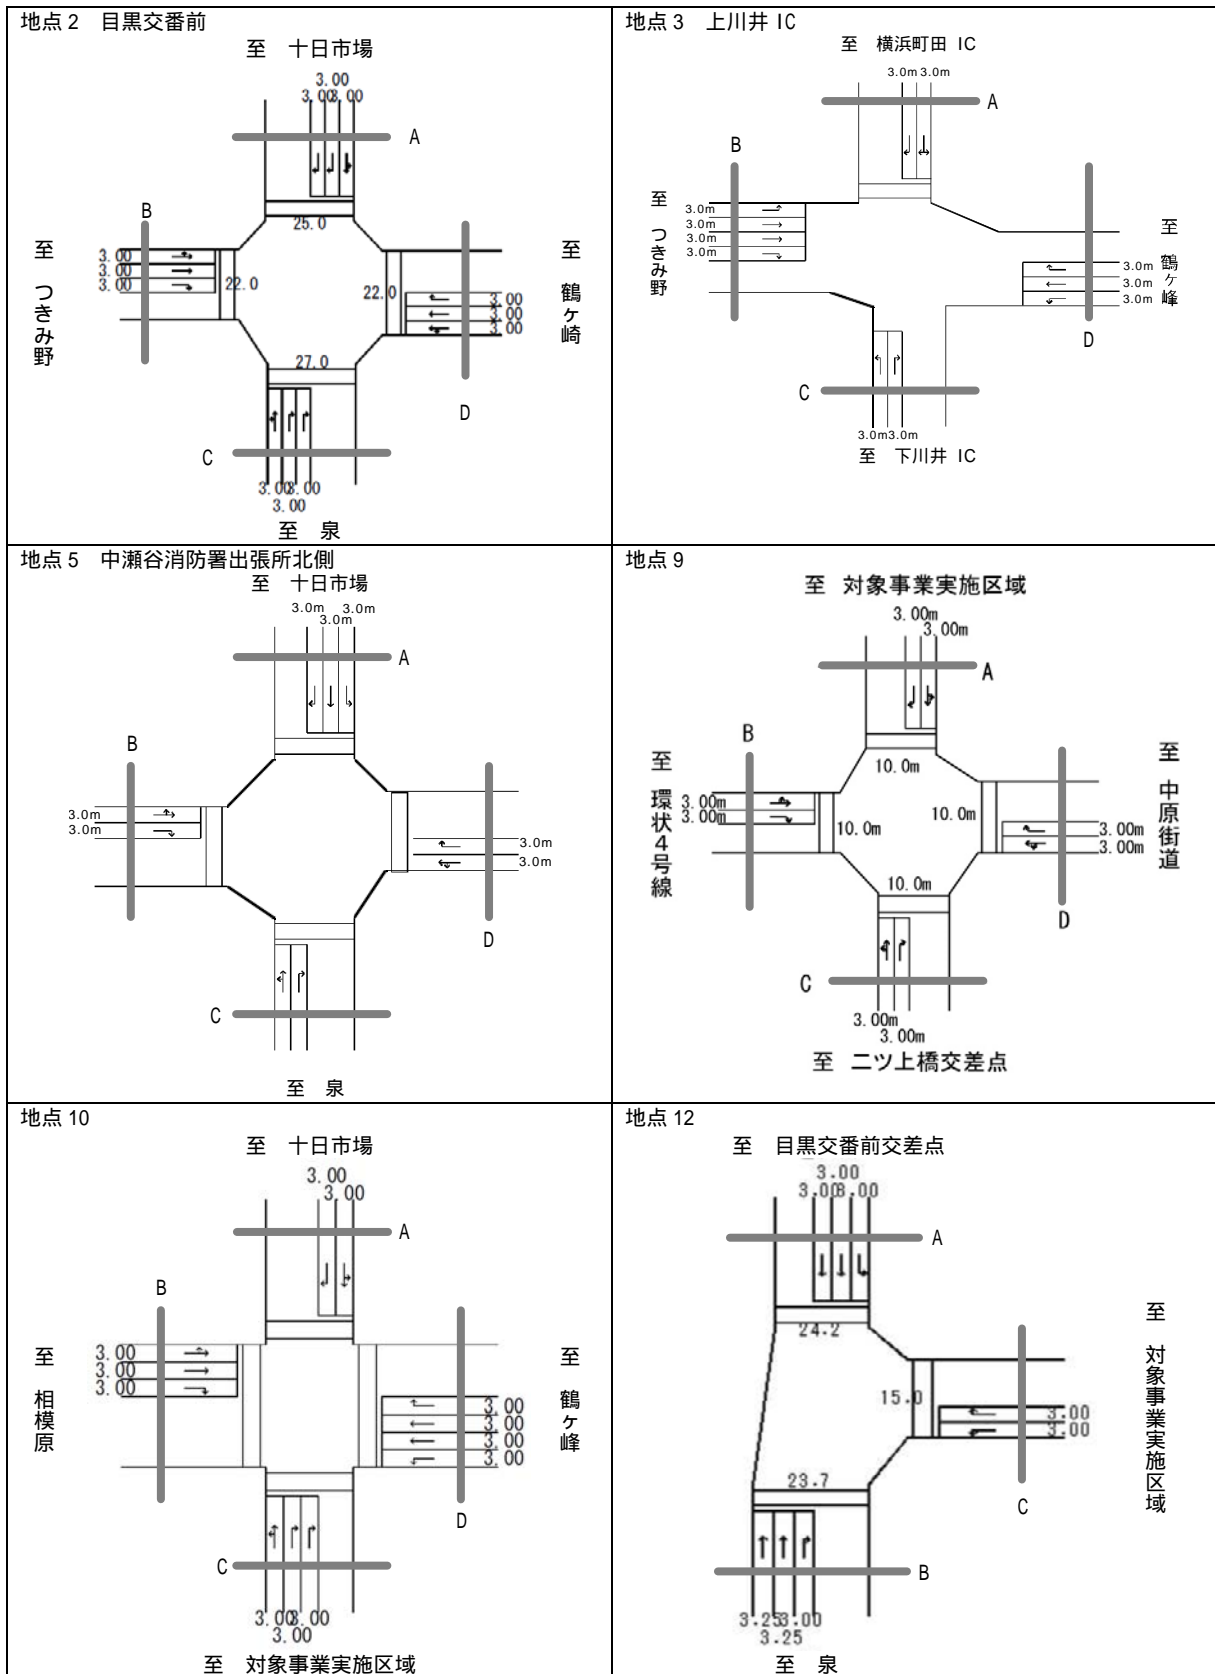 地点2 目黒交番前
至 十日市場
3.00
3.00
3.00
A
B
25.0
至 つきみ野
3.00
3.00
3.00
22.0
22.0
3.00
3.00
3.00
至 鶴ヶ崎
27.0
D
C
3.00
3.00
3.00
至 泉
地点3 上川井IC
至 横浜町田 IC
3.0m
3.0m
A
B
至 つきみ野
3.0m
3.0m
3.0m
3.0m
至 鶴ヶ峰
3.0m
3.0m
3.0m
D
C
3.0m
3.0m
至 下川井 IC
地点5 中瀬谷消防署出張所北側
至 十日市場
3.0m
3.0m
3.0m
A
B
3.0m
3.0m
3.0m
3.0m
D
C
至 泉
地点9
至 対象事業実施区域
3.00m
3.00m
A
B
至 環状4号線
10.0m
3.00m
3.00m
10.0m
10.0m
3.00m
3.00m
至 中原街道
10.0m
D
C
3.00m
3.00m
至 二ツ上橋交差点
地点10
至 十日市場
3.00
3.00
A
B
至 相模原
3.00
3.00
3.00
至 鶴ヶ峰
3.00
3.00
3.00
3.00
D
C
3.00
3.00
3.00
至 対象事業実施区域
地点12
至 目黒交番前交差点
3.00
3.00
3.00
A
24.2
至 対象事業実施区域
15.0
3.00
3.00
23.7
C
B
3.25
3.00
3.25
至 泉